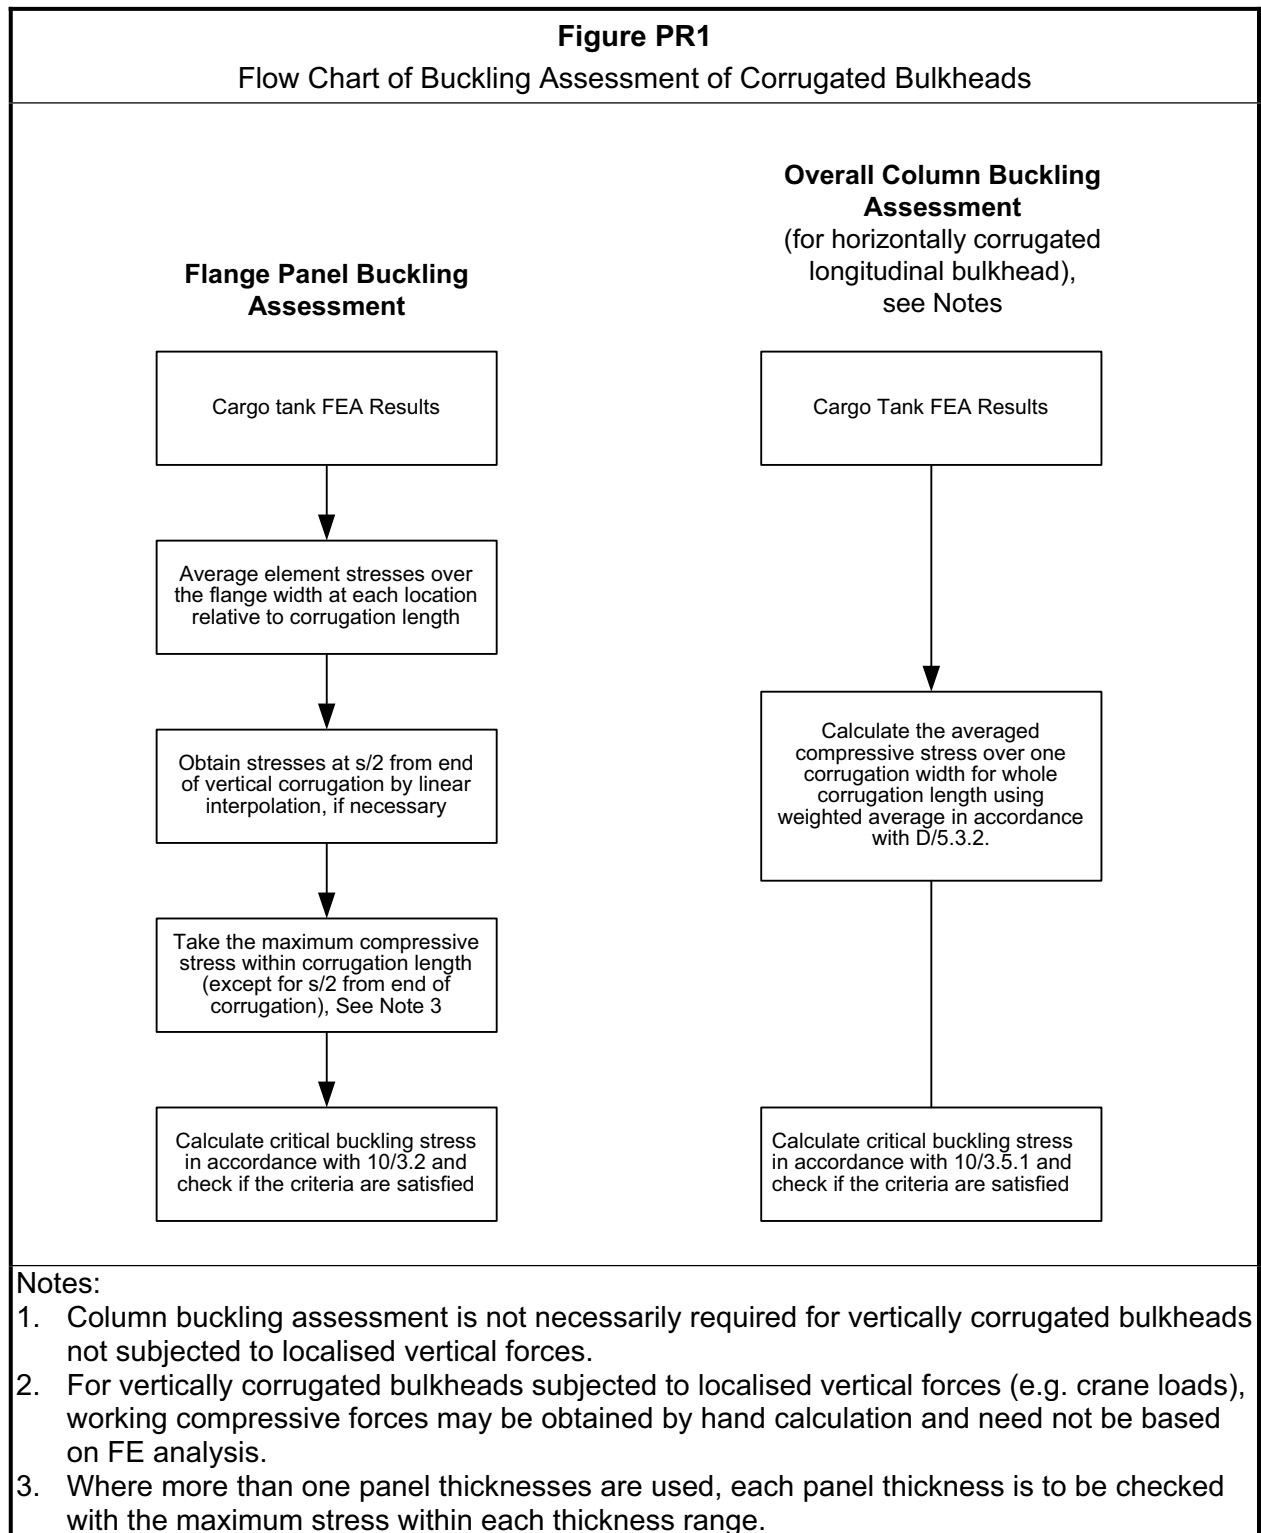 Figure PR1
Flow Chart of Buckling Assessment of Corrugated Bulkheads
Flange Panel Buckling
Assessment
Cargo tank FEA Results
Average element stresses over
the flange width at each location
relative to corrugation length
Obtain stresses at s/2 from end
of vertical corrugation by linear
interpolation, if necessary
Take the maximum compressive
stress within corrugation length
(except for s/2 from end of
corrugation), See Note 3
Calculate critical buckling stress
in accordance with 10/3.2 and
check if the criteria are satisfied
Overall Column Buckling
Assessment
(for horizontally corrugated
longitudinal bulkhead),
see Notes
Cargo Tank FEA Results
Calculate the averaged
compressive stress over one
corrugation width for whole
corrugation length using
weighted average in accordance
with D/5.3.2.
Calculate critical buckling stress
in accordance with 10/3.5.1 and
check if the criteria are satisfied
Notes:
1. Column buckling assessment is not necessarily required for vertically corrugated bulkheads
not subjected to localised vertical forces.
2. For vertically corrugated bulkheads subjected to localised vertical forces (e.g. crane loads),
working compressive forces may be obtained by hand calculation and need not be based
on FE analysis.
3. Where more than one panel thicknesses are used, each panel thickness is to be checked
with the maximum stress within each thickness range.